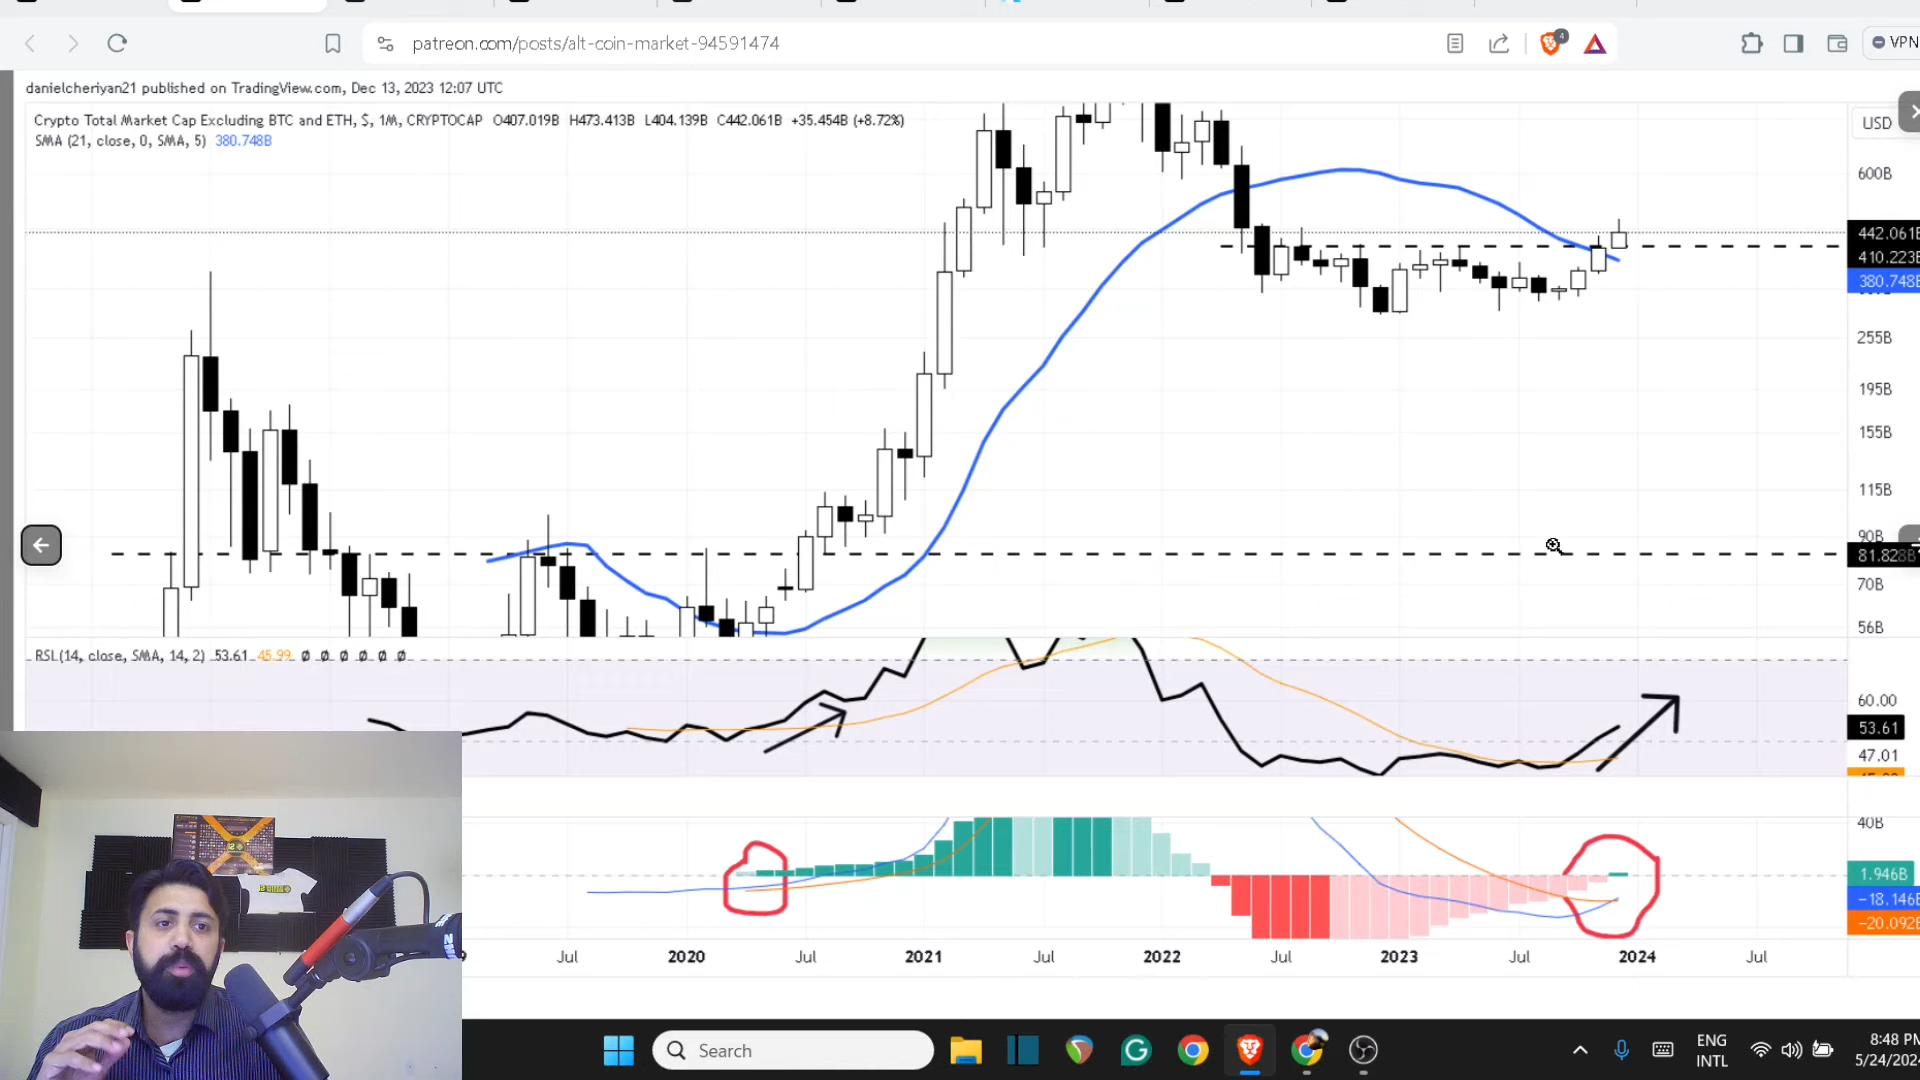 patreon.com/posts/alt-coin-market-94591474
4
VPN
danielcheriyan21 published on TradingView.com, Dec 13, 2023 12:07 UTC
Crypto Total Market Cap Excluding BTC and ETH, $, 1M, CRYPTOCAP O407.019B H473.413B L404.139B C442.061B +35.454B (+8.72%)
SMA (21, close, 0, SMA, 5) 380.748B
USD
600B
442.061B
410.223B
380.748B
255B
195B
155B
115B
90B
81.828B
70B
56B
RSI (14, close, SMA, 14, 2) 53.61 45.99 Ø Ø Ø Ø Ø Ø
60.00
53.61
47.01
40B
1.946B
−18.146B
−20.092B
Jul 2020 Jul 2021 Jul 2022 Jul 2023 Jul 2024 Jul
Search
ENG
INTL
8:48 PM
5/24/2024